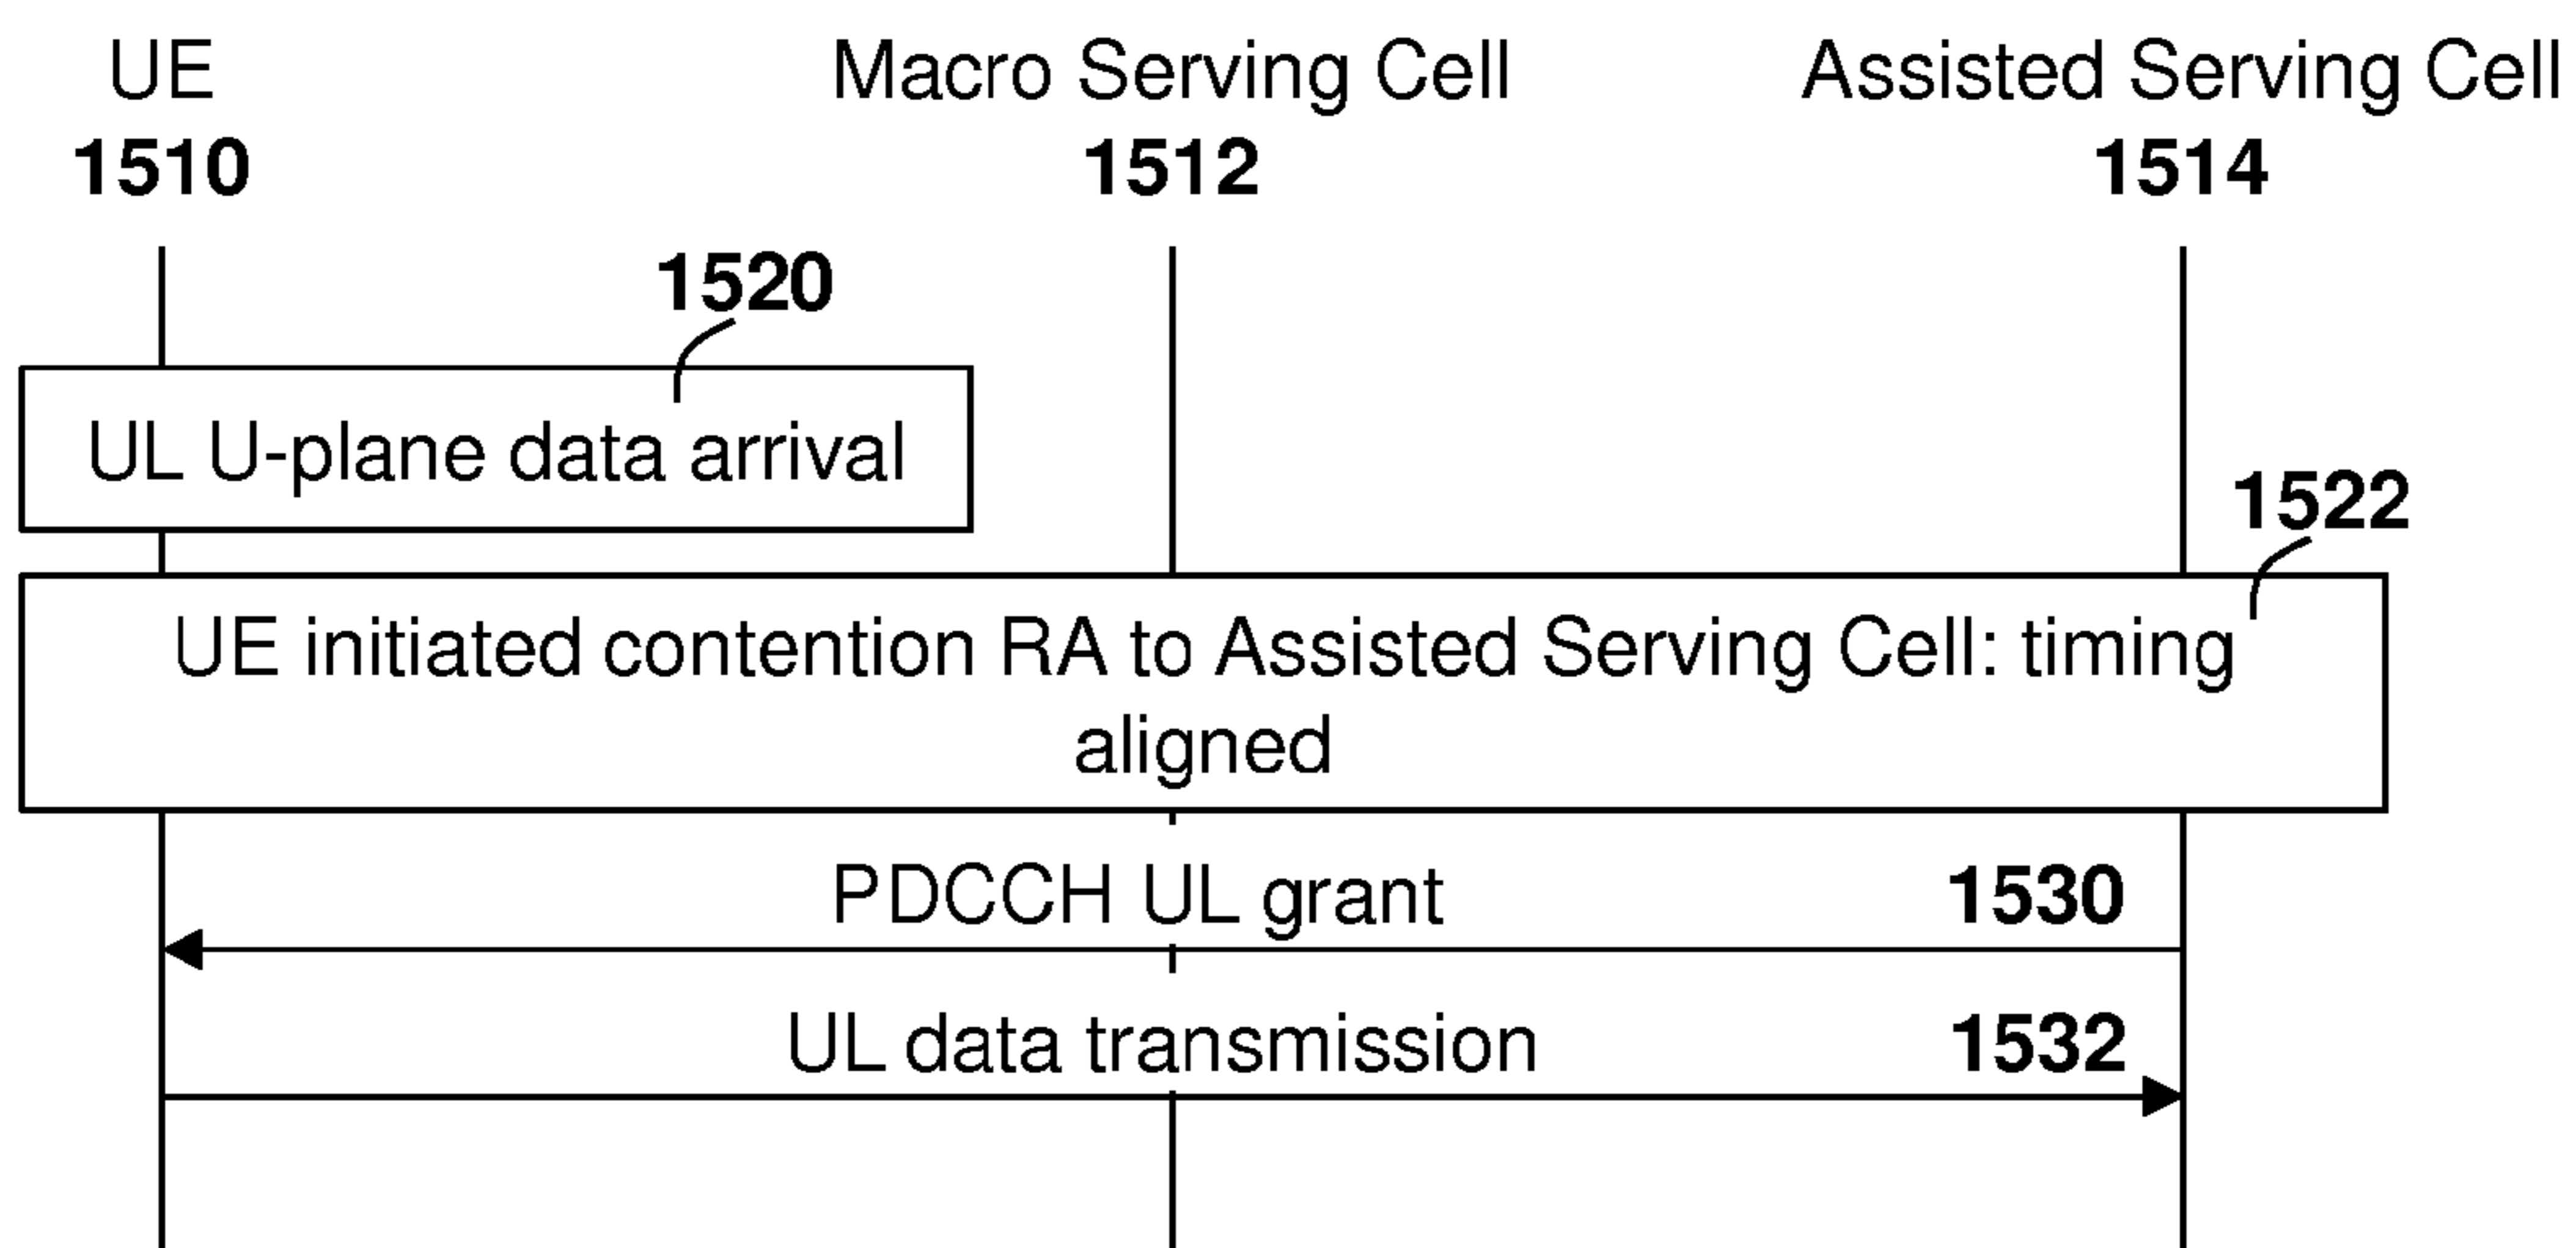 UE Macro Serving Cell Assisted Serving Cell
1510 1512 1514
1520
UL U-plane data arrival
1522
UE initiated contention RA to Assisted Serving Cell: timing
aligned
PDCCH UL grant 1530
UL data transmission 1532